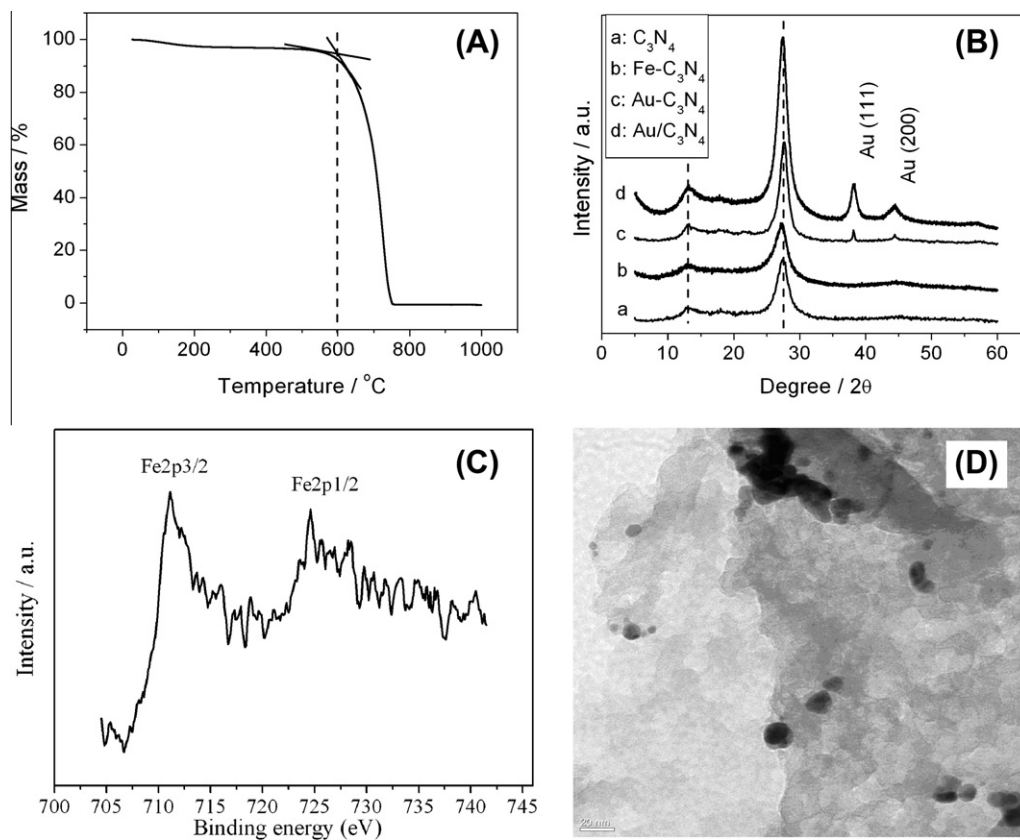 (A)
100
80
60
40
20
0
Mass / %
0 200 400 600 800 1000
Temperature / °C
(B)
a: C₃N₄
b: Fe-C₃N₄
c: Au-C₃N₄
d: Au/C₃N₄
Au (111)
Au (200)
d
c
b
a
Intensity / a.u.
0 10 20 30 40 50 60
Degree / 2θ
(C)
Fe2p3/2
Fe2p1/2
Intensity / a.u.
700 705 710 715 720 725 730 735 740 745
Binding energy (eV)
(D)
25 nm